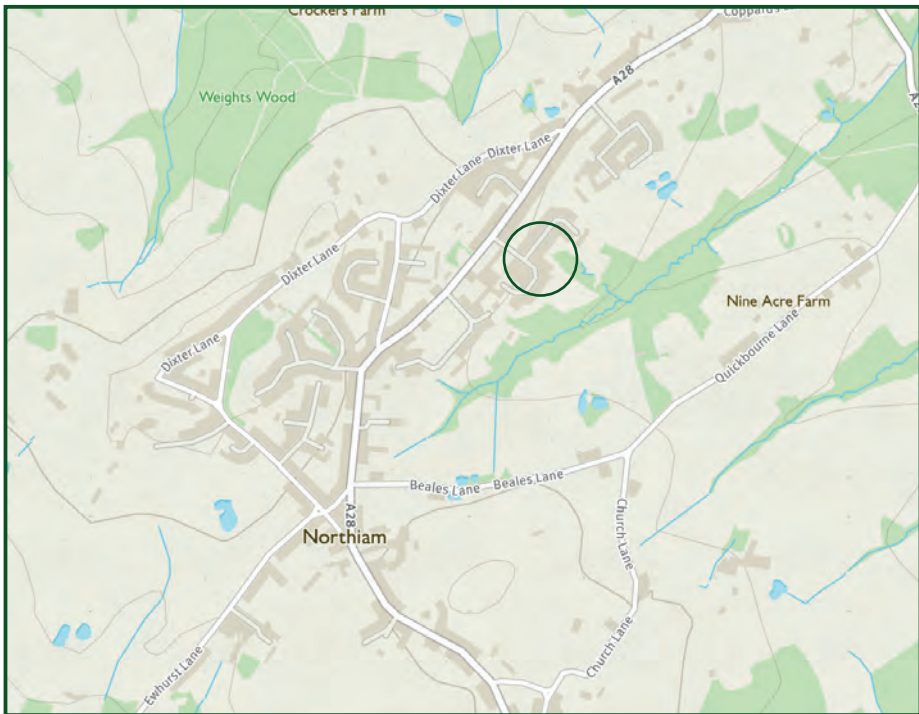 Crockers Farm
Coppards
A28
Weights Wood
Dixter Lane
Dixter Lane
Dixter Lane
Nine Acre Farm
Dixter Lane
Quickbourne Lane
Beales Lane
Beales Lane
A28
Church Lane
Northiam
Church Lane
Ewhurst Lane